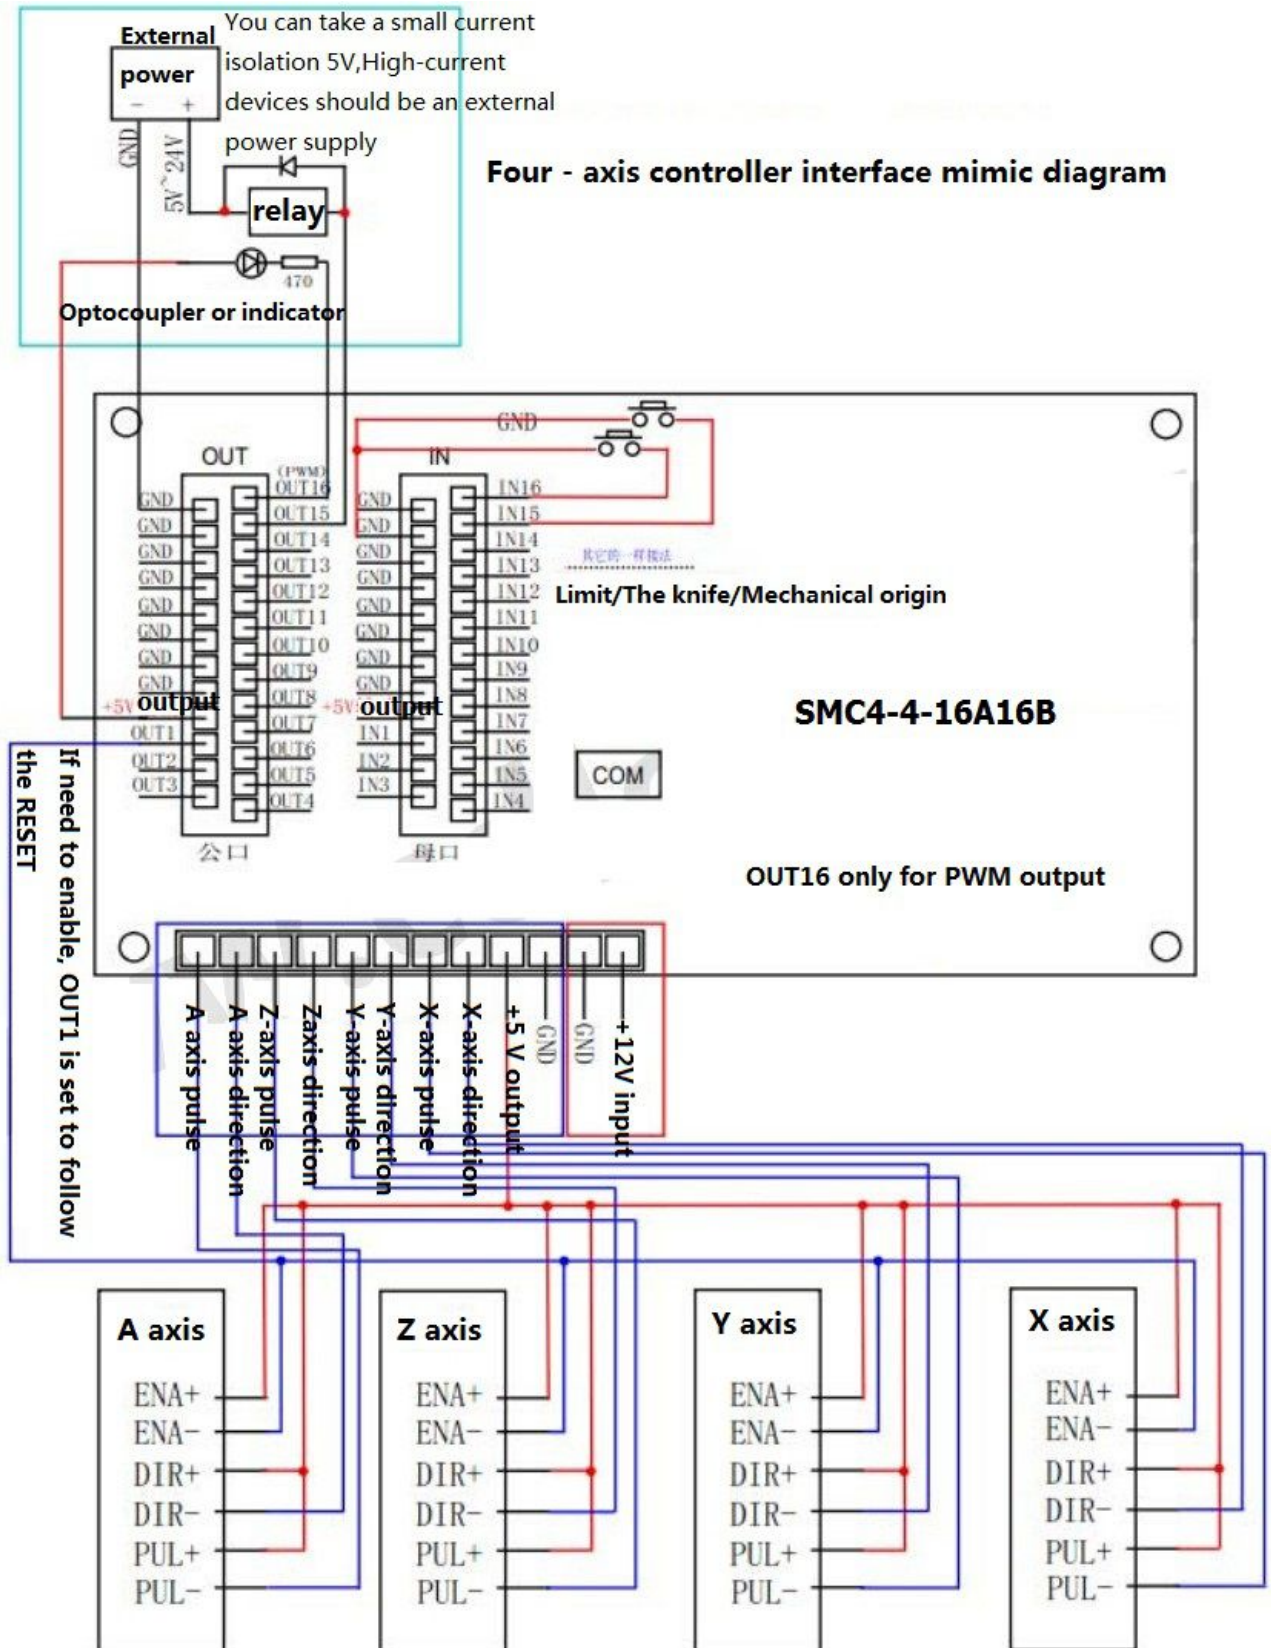 External
power
- +
You can take a small current
isolation 5V,High-current
devices should be an external
power supply
GND
5V~24V
relay
470
Optocoupler or indicator
Four - axis controller interface mimic diagram
OUT
GND
GND
GND
GND
GND
GND
GND
GND
+5V output
OUT1
OUT2
OUT3
(PWM)
OUT16
OUT15
OUT14
OUT13
OUT12
OUT11
OUT10
OUT9
OUT8
OUT7
OUT6
OUT5
OUT4
公口
GND
IN
GND
GND
GND
GND
GND
GND
GND
GND
+5V output
IN1
IN2
IN3
IN16
IN15
IN14
IN13
IN12
IN11
IN10
IN9
IN8
IN7
IN6
IN5
IN4
母口
其它的一样接法
Limit/The knife/Mechanical origin
SMC4-4-16A16B
COM
OUT16 only for PWM output
If need to enable, OUT1 is set to follow
the RESET
A axis pulse
A axis direction
Z-axis pulse
Zaxis direction
Y-axis pulse
Y-axis direction
X-axis pulse
X-axis direction
+5 V output
GND
GND
+12V input
A axis
ENA+
ENA-
DIR+
DIR-
PUL+
PUL-
Z axis
ENA+
ENA-
DIR+
DIR-
PUL+
PUL-
Y axis
ENA+
ENA-
DIR+
DIR-
PUL+
PUL-
X axis
ENA+
ENA-
DIR+
DIR-
PUL+
PUL-